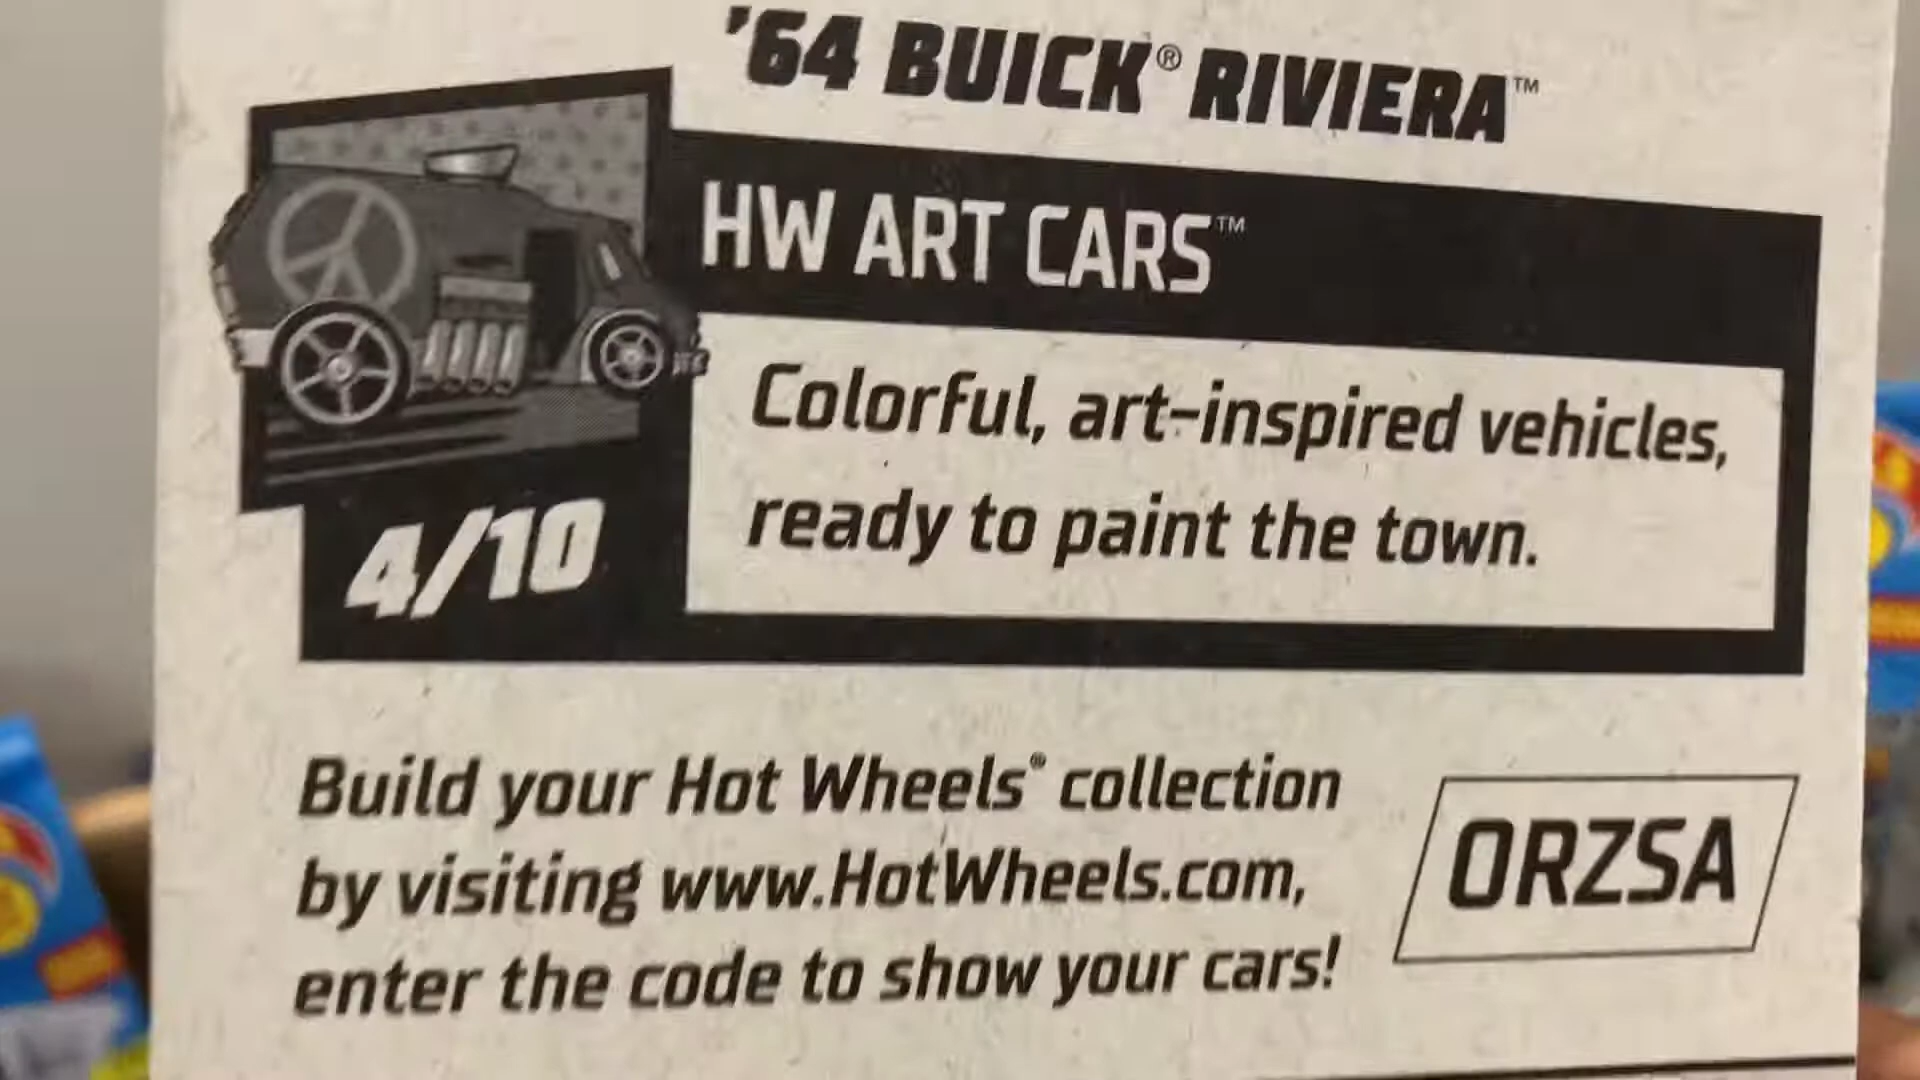 '64 BUICK® RIVIERA™
HW ART CARS™
Colorful, art-inspired vehicles,
ready to paint the town.
4/10
Build your Hot Wheels® collection
by visiting www.HotWheels.com,
enter the code to show your cars!
ORZSA